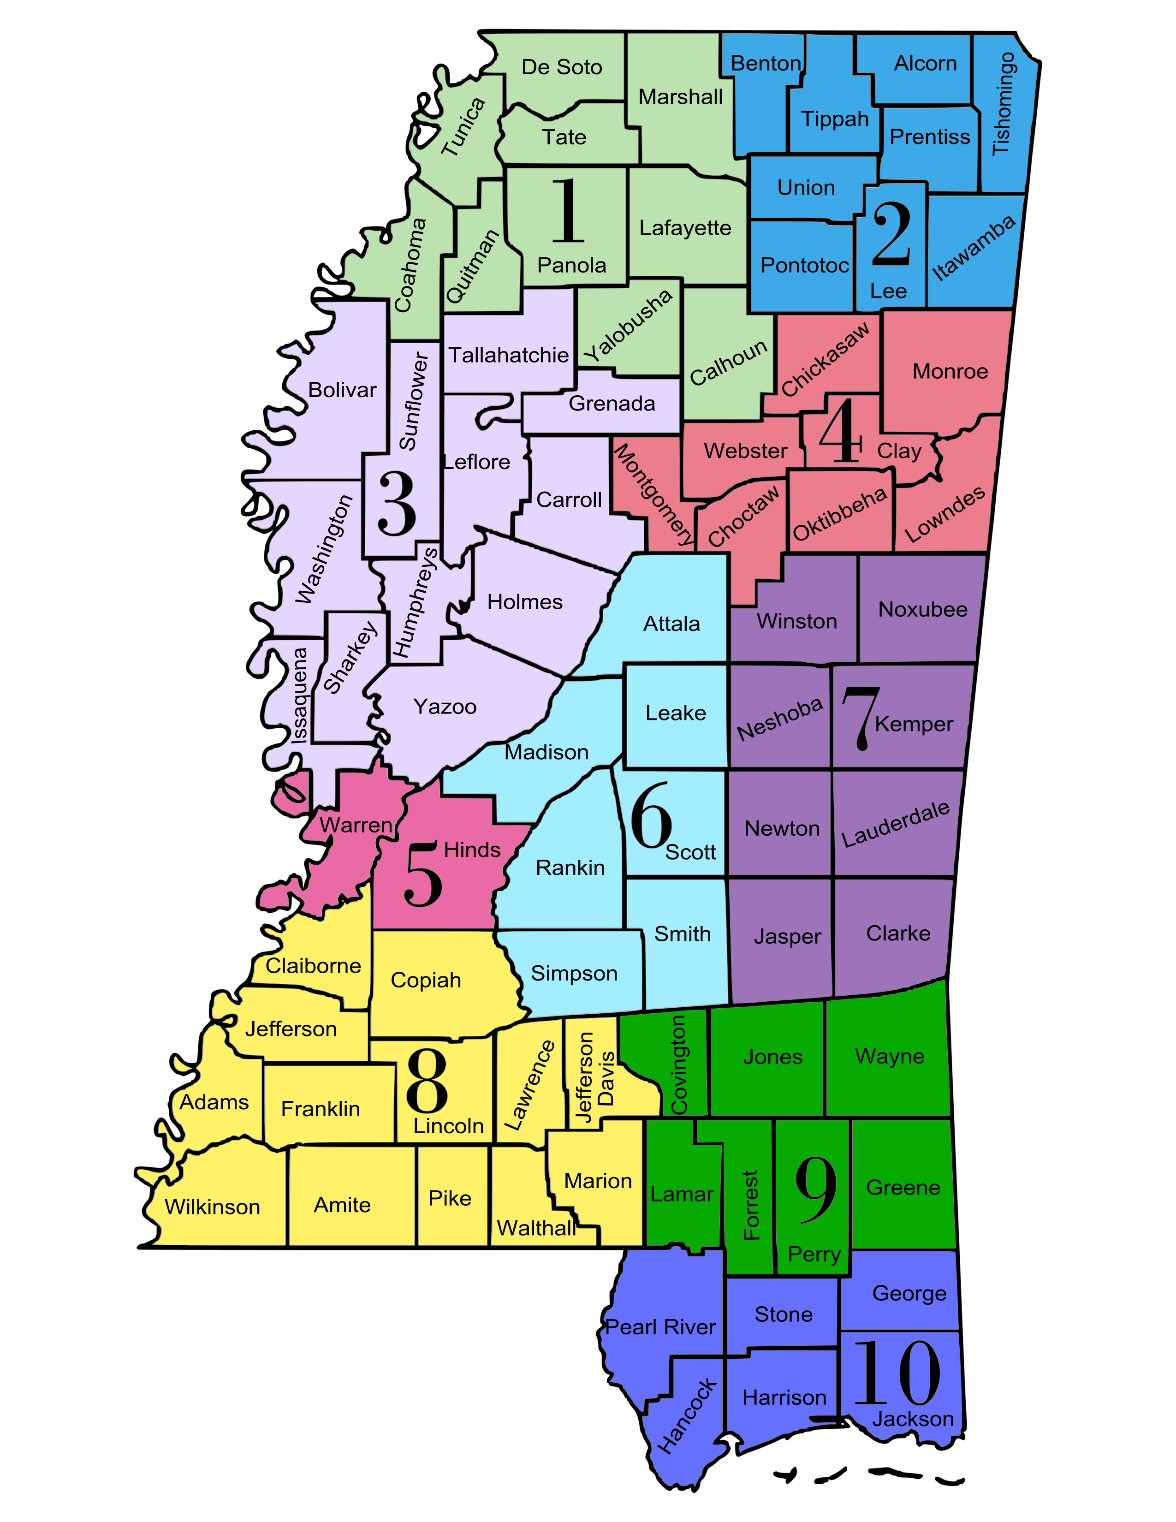 De Soto
Benton
Alcorn
Tishomingo
Marshall
Tunica
Tate
Tippah
Prentiss
Union
1
Panola
Lafayette
2
Lee
Itawamba
Coahoma
Quitman
Pontotoc
Yalobusha
Tallahatchie
Calhoun
Chickasaw
Monroe
Bolivar
Sunflower
Grenada
Leflore
Webster
4
Clay
3
Carroll
Montgomery
Choctaw
Oktibbeha
Lowndes
Washington
Humphreys
Holmes
Attala
Winston
Noxubee
Sharkey
Issaquena
Yazoo
Leake
Neshoba
7
Kemper
Madison
Warren
5
Hinds
Rankin
6
Scott
Newton
Lauderdale
Claiborne
Copiah
Simpson
Smith
Jasper
Clarke
Jefferson
Adams
Franklin
8
Lincoln
Lawrence
Jefferson
Davis
Covington
Jones
Wayne
Wilkinson
Amite
Pike
Walthall
Marion
Lamar
Forrest
9
Perry
Greene
Pearl River
Stone
George
Hancock
Harrison
10
Jackson